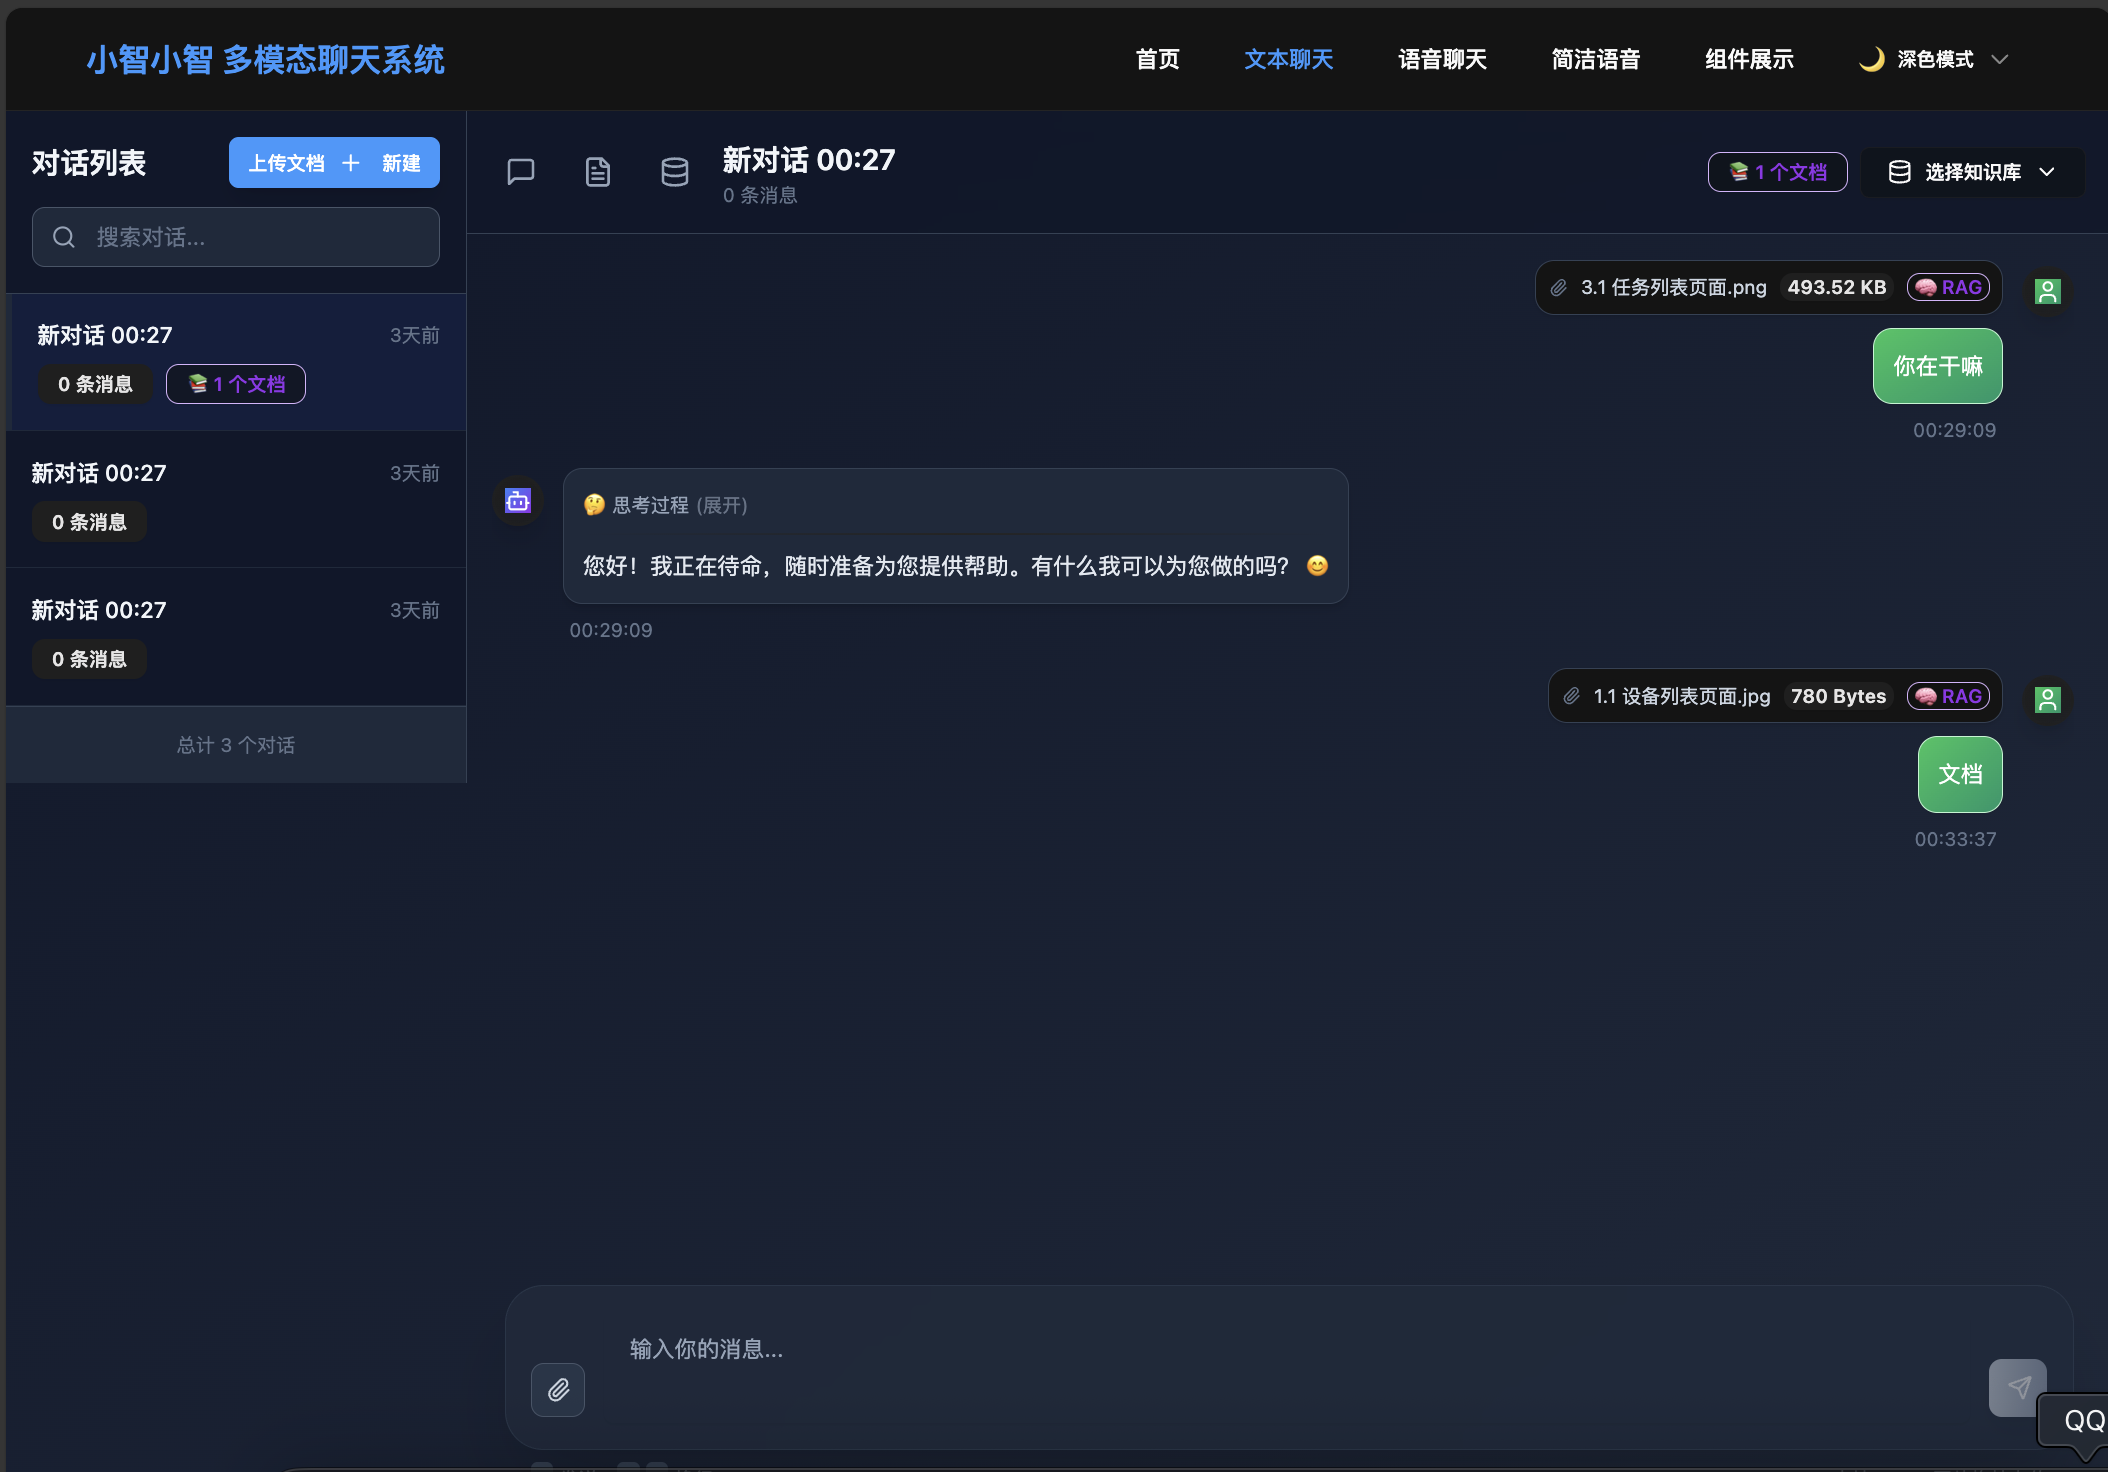 小智小智 多模态聊天系统
首页 文本聊天 语音聊天 简洁语音 组件展示 🌙 深色模式
对话列表
上传文档 + 新建
搜索对话...
新对话 00:27 3天前
0 条消息 📚 1 个文档
新对话 00:27 3天前
0 条消息
新对话 00:27 3天前
0 条消息
总计 3 个对话
新对话 00:27
0 条消息
📚 1 个文档
选择知识库
3.1 任务列表页面.png 493.52 KB 🧠 RAG
你在干嘛
00:29:09
🤔 思考过程 (展开)
您好！我正在待命，随时准备为您提供帮助。有什么我可以为您做的吗？ 😊
00:29:09
1.1 设备列表页面.jpg 780 Bytes 🧠 RAG
文档
00:33:37
输入你的消息...
QQ